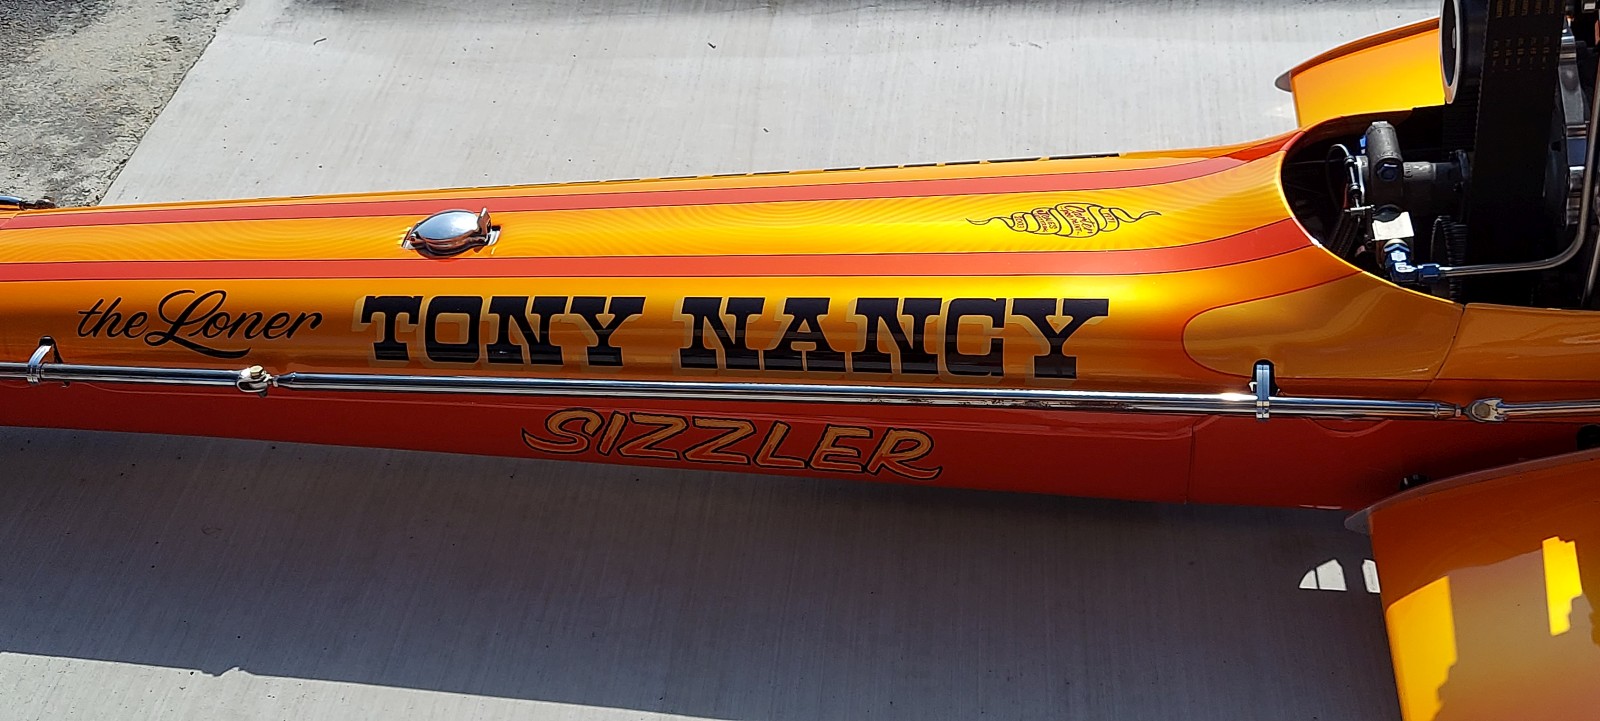 the Loner
TONY NANCY
SIZZLER